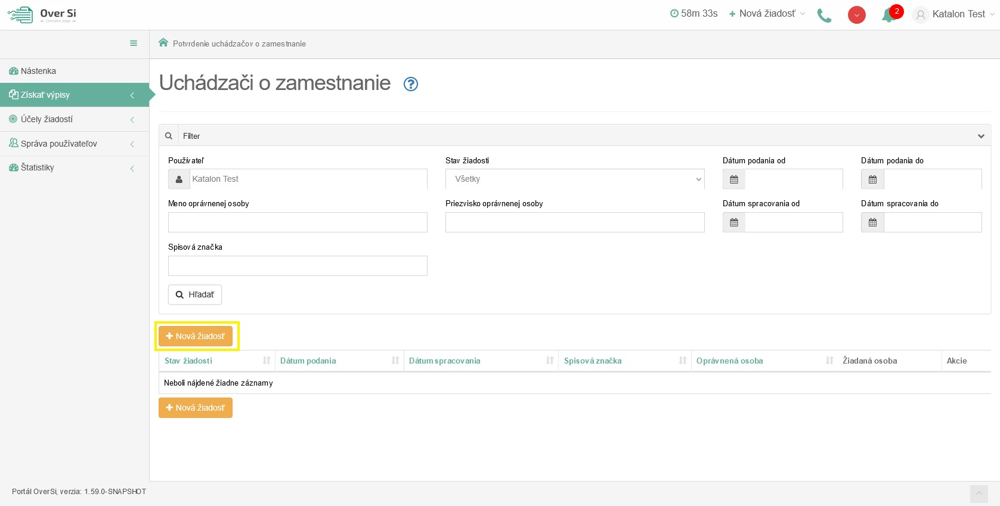 Over Si
Centrálne údaje
58m 33s
Nová žiadosť
2
Katalon Test
Potvrdenie uchádzačov o zamestnanie
Nástenka
Získať výpisy
Účely žiadostí
Správa používateľov
Štatistiky
Uchádzači o zamestnanie
Filter
Používateľ
Stav žiadosti
Dátum podania od
Dátum podania do
Katalon Test
Všetky
Meno oprávnenej osoby
Priezvisko oprávnenej osoby
Dátum spracovania od
Dátum spracovania do
Spisová značka
Hľadať
Nová žiadosť
Stav žiadosti
Dátum podania
Dátum spracovania
Spisová značka
Oprávnená osoba
Žiadaná osoba
Akcie
Neboli nájdené žiadne záznamy
Nová žiadosť
Portál OverSi, verzia: 1.59.0-SNAPSHOT